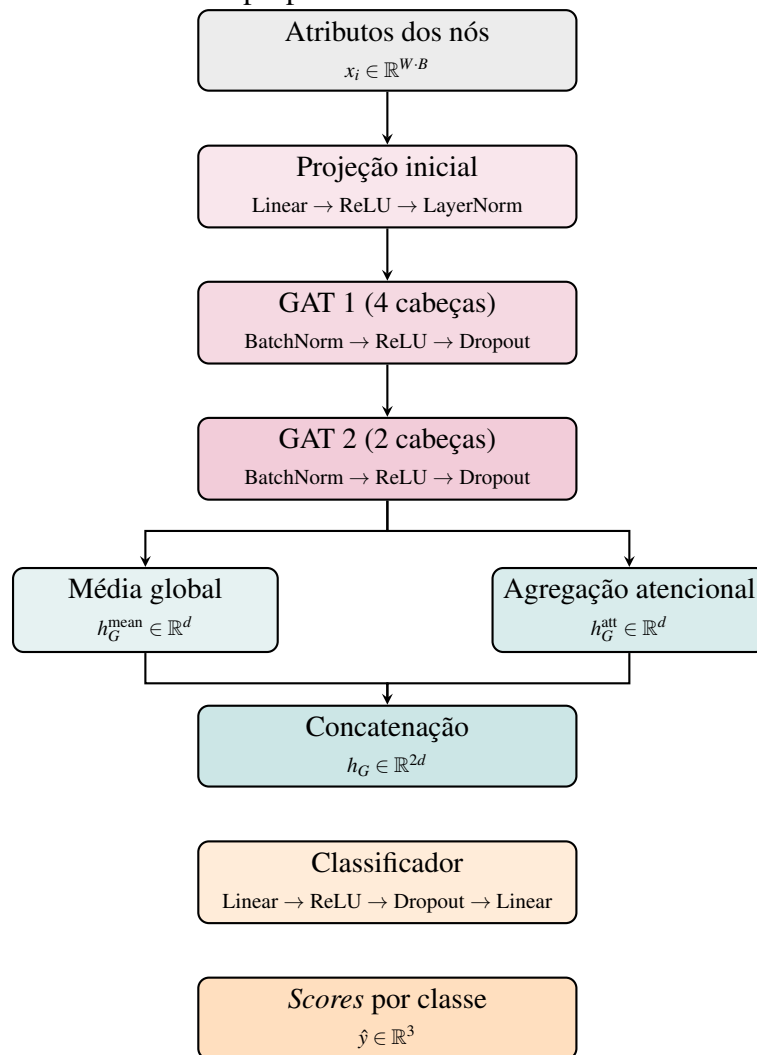 Atributos dos nós
x_i ∈ ℝ^{W·B}
Projeção inicial
Linear → ReLU → LayerNorm
GAT 1 (4 cabeças)
BatchNorm → ReLU → Dropout
GAT 2 (2 cabeças)
BatchNorm → ReLU → Dropout
Média global
h_G^{mean} ∈ ℝ^d
Agregação atencional
h_G^{att} ∈ ℝ^d
Concatenação
h_G ∈ ℝ^{2d}
Classificador
Linear → ReLU → Dropout → Linear
Scores por classe
ŷ ∈ ℝ^3